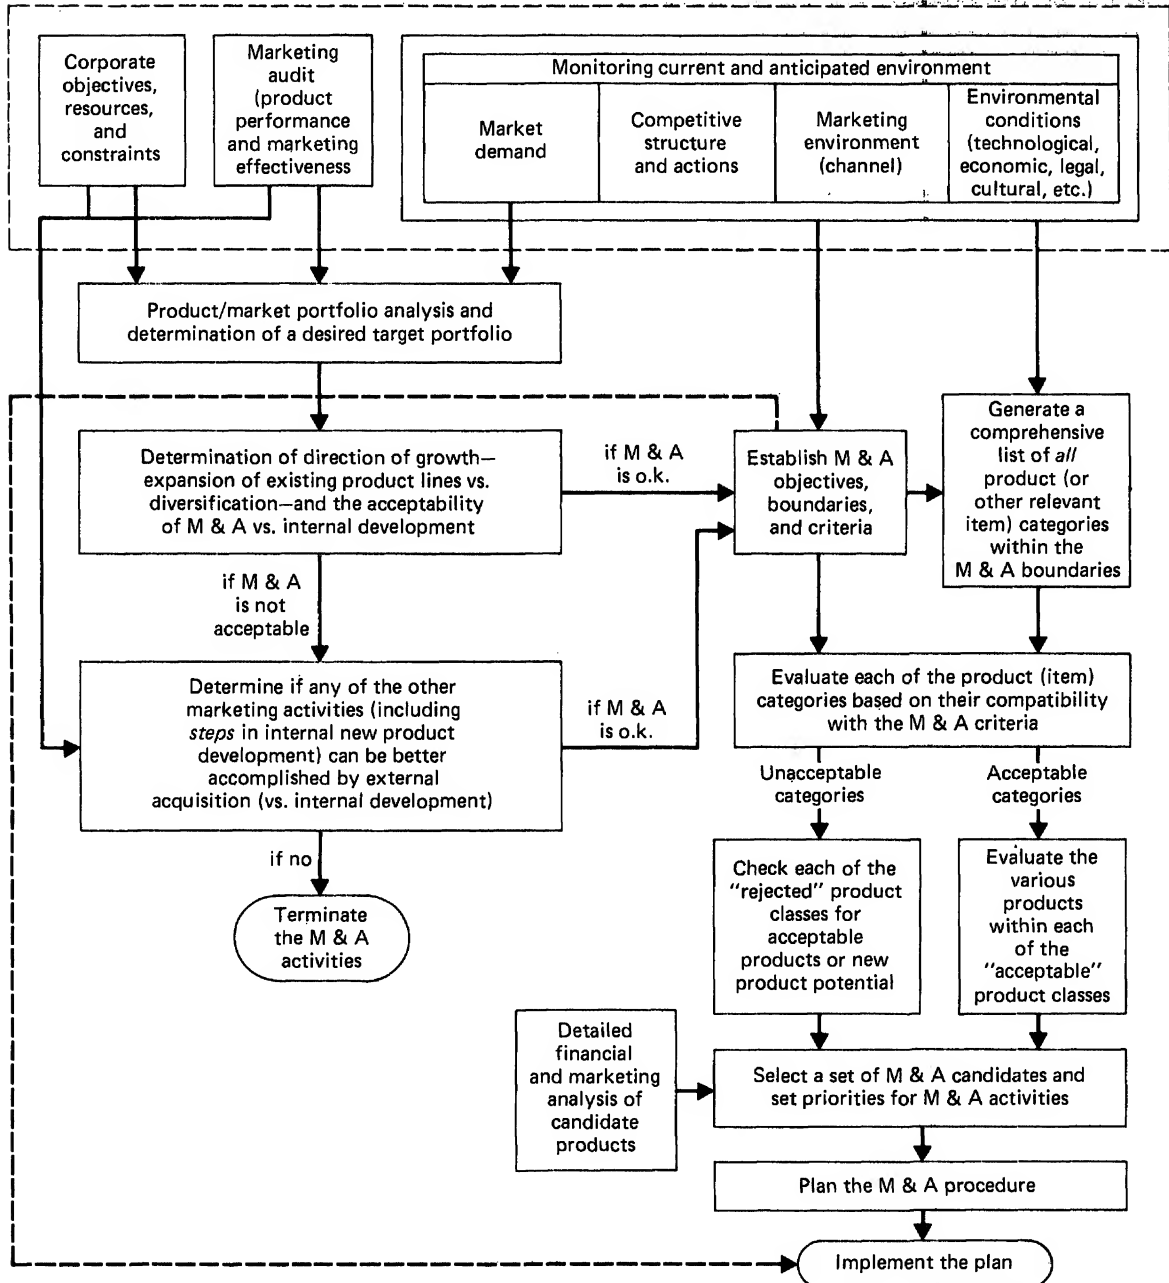 Corporate
objectives,
resources,
and
constraints
Marketing
audit
(product
performance
and marketing
effectiveness
Monitoring current and anticipated environment
Market
demand
Competitive
structure
and actions
Marketing
environment
(channel)
Environmental
conditions
(technological,
economic, legal,
cultural, etc.)
Product/market portfolio analysis and
determination of a desired target portfolio
Determination of direction of growth—
expansion of existing product lines vs.
diversification—and the acceptability
of M & A vs. internal development
if M & A
is o.k.
Establish M & A
objectives,
boundaries,
and criteria
Generate a
comprehensive
list of all
product (or
other relevant
item) categories
within the
M & A boundaries
if M & A
is not
acceptable
Determine if any of the other
marketing activities (including
steps in internal new product
development) can be better
accomplished by external
acquisition (vs. internal development)
if M & A
is o.k.
Evaluate each of the product (item)
categories based on their compatibility
with the M & A criteria
Unacceptable
categories
Acceptable
categories
if no
Terminate
the M & A
activities
Check each of the
"rejected" product
classes for
acceptable
products or new
product potential
Evaluate the
various
products
within each
of the
"acceptable"
product classes
Detailed
financial
and marketing
analysis of
candidate
products
Select a set of M & A candidates and
set priorities for M & A activities
Plan the M & A procedure
Implement the plan